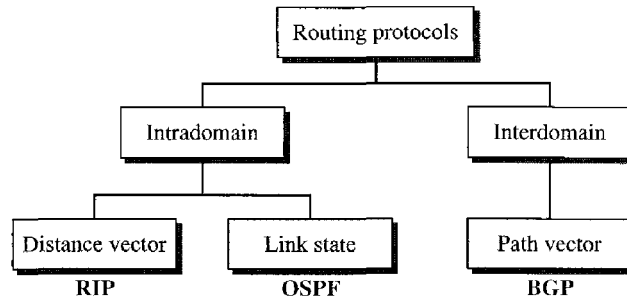 Routing protocols
Intradomain
Interdomain
Distance vector
Link state
Path vector
RIP
OSPF
BGP